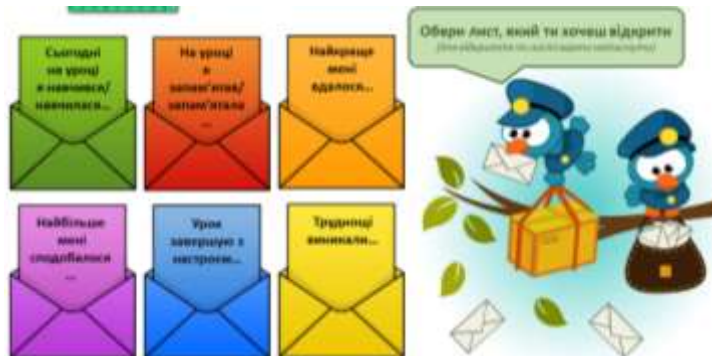 Сьогодні
на уроці
я навчився/
навчилася...
На уроці
я
запам'ятав/
запам'ятала
...
Найкраще
мені
вдалося...
Обери лист, який ти хочеш відкрити
Найбільше
мені
сподобалося
...
Урок
завершую з
настроєм...
Труднощі
виникали...